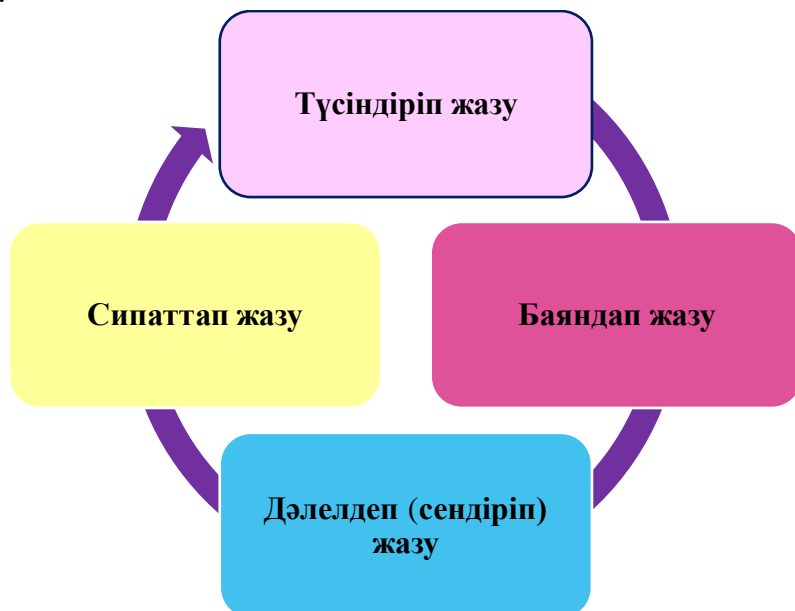 Түсіндіріп жазу
Сипаттап жазу
Баяндап жазу
Дәлелдеп (сендіріп)
жазу